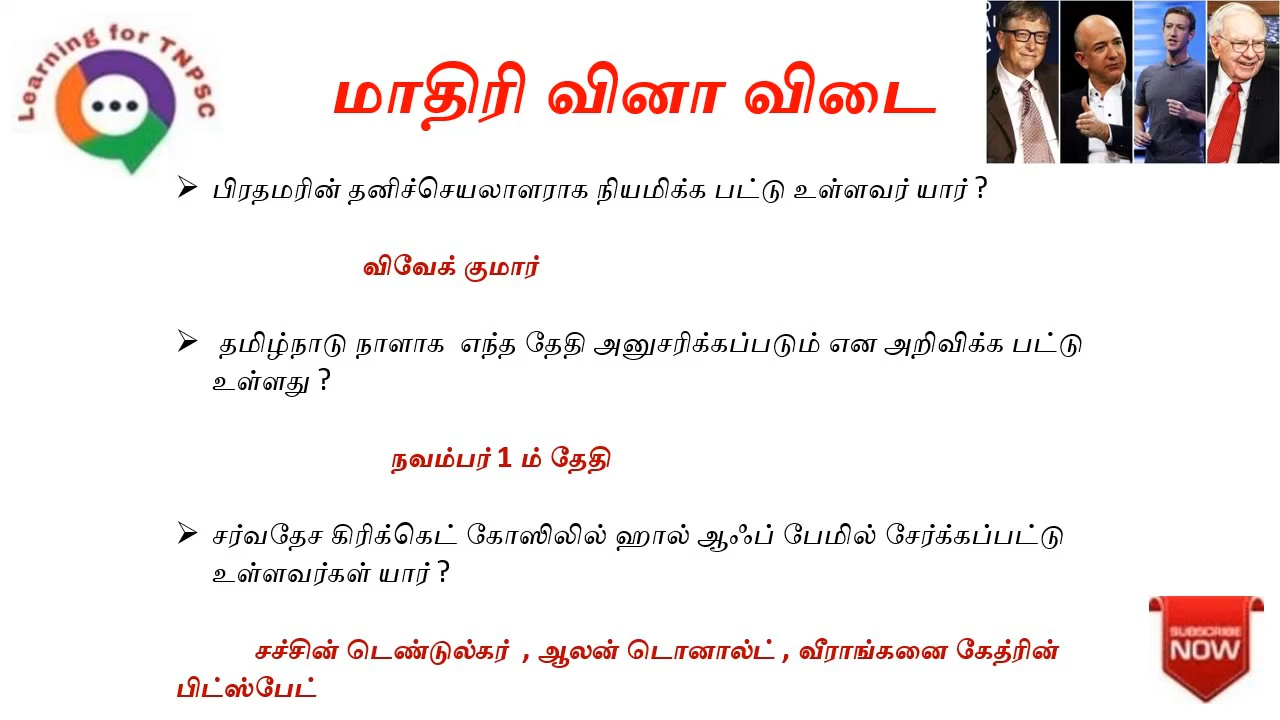 Learning for TNPSC
மாதிரி வினா விடை
➢ பிரதமரின் தனிச்செயலாளராக நியமிக்க பட்டு உள்ளவர் யார் ?
விவேக் குமார்
➢ தமிழ்நாடு நாளாக எந்த தேதி அனுசரிக்கப்படும் என அறிவிக்க பட்டு
உள்ளது ?
நவம்பர் 1 ம் தேதி
➢ சர்வதேச கிரிக்கெட் கோஸிலில் ஹால் ஆஃப் பேமில் சேர்க்கப்பட்டு
உள்ளவர்கள் யார் ?
சச்சின் டெண்டுல்கர் , ஆலன் டொனால்ட் , வீராங்கனை கேத்ரின்
பிட்ஸ்பேட்
SUBSCRIBE
NOW